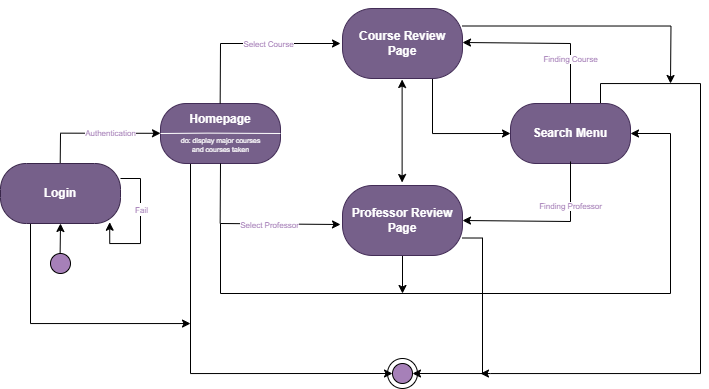 Course Review
Page
Select Course
Finding Course
Homepage
do: display major courses
and courses taken
Authentication
Search Menu
Login
Fail
Professor Review
Page
Select Professor
Finding Professor